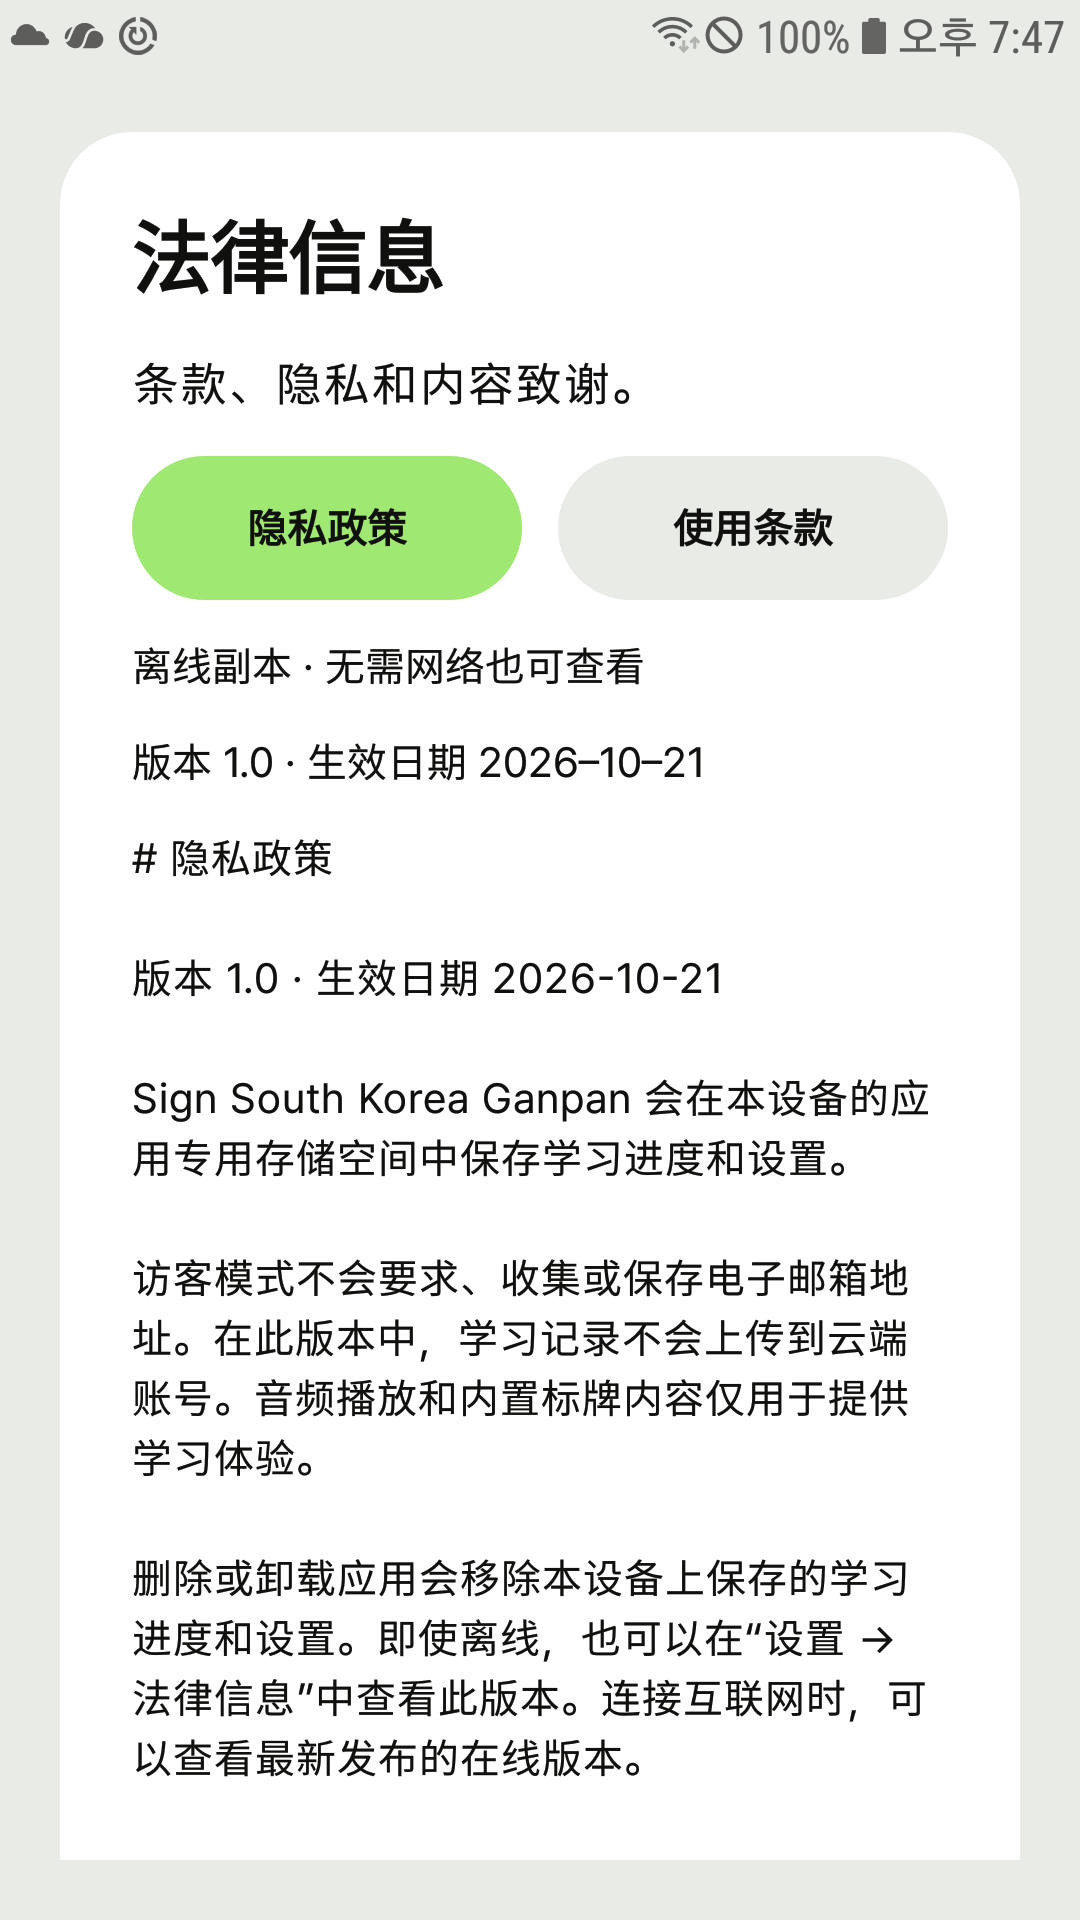 100% 오후 7:47
法律信息
条款、隐私和内容致谢。
隐私政策
使用条款
离线副本 · 无需网络也可查看
版本 1.0 · 生效日期 2026–10–21
# 隐私政策
版本 1.0 · 生效日期 2026-10-21
Sign South Korea Ganpan 会在本设备的应
用专用存储空间中保存学习进度和设置。
访客模式不会要求、收集或保存电子邮箱地
址。在此版本中，学习记录不会上传到云端
账号。音频播放和内置标牌内容仅用于提供
学习体验。
删除或卸载应用会移除本设备上保存的学习
进度和设置。即使离线，也可以在“设置 →
法律信息”中查看此版本。连接互联网时，可
以查看最新发布的在线版本。